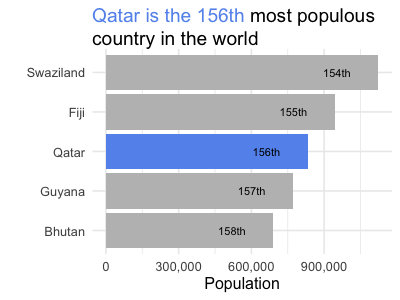 Qatar is the 156th most populous
country in the world
Swaziland 154th
Fiji 155th
Qatar 156th
Guyana 157th
Bhutan 158th
0 300,000 600,000 900,000
Population